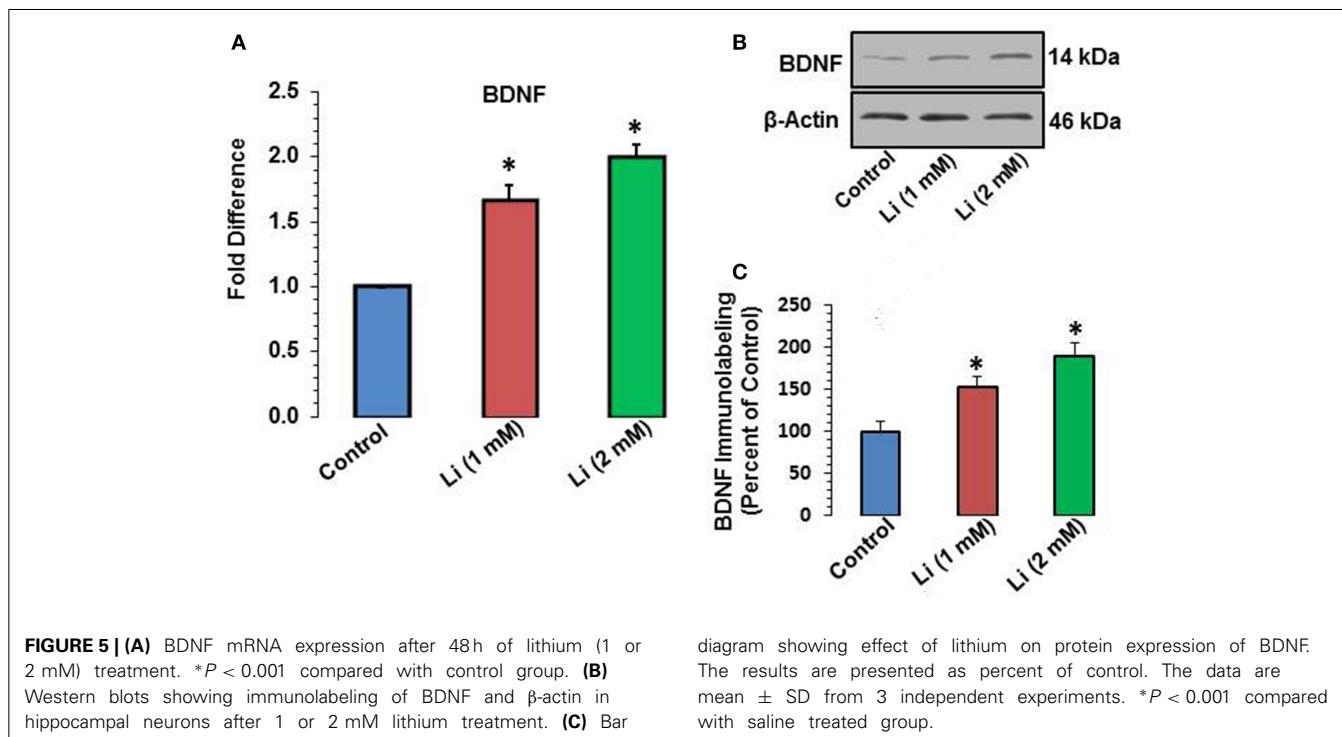 A
BDNF
2.5
2.0
1.5
1.0
0.5
0.0
Fold Difference
*
*
Control
Li (1 mM)
Li (2 mM)
B
BDNF
14 kDa
β-Actin
46 kDa
Control
Li (1 mM)
Li (2 mM)
C
BDNF Immunolabeling
(Percent of Control)
250
200
150
100
50
0
*
*
Control
Li (1 mM)
Li (2 mM)
FIGURE 5 | (A) BDNF mRNA expression after 48 h of lithium (1 or
2 mM) treatment. *P < 0.001 compared with control group. (B)
Western blots showing immunolabeling of BDNF and β-actin in
hippocampal neurons after 1 or 2 mM lithium treatment. (C) Bar
diagram showing effect of lithium on protein expression of BDNF.
The results are presented as percent of control. The data are
mean ± SD from 3 independent experiments. *P < 0.001 compared
with saline treated group.